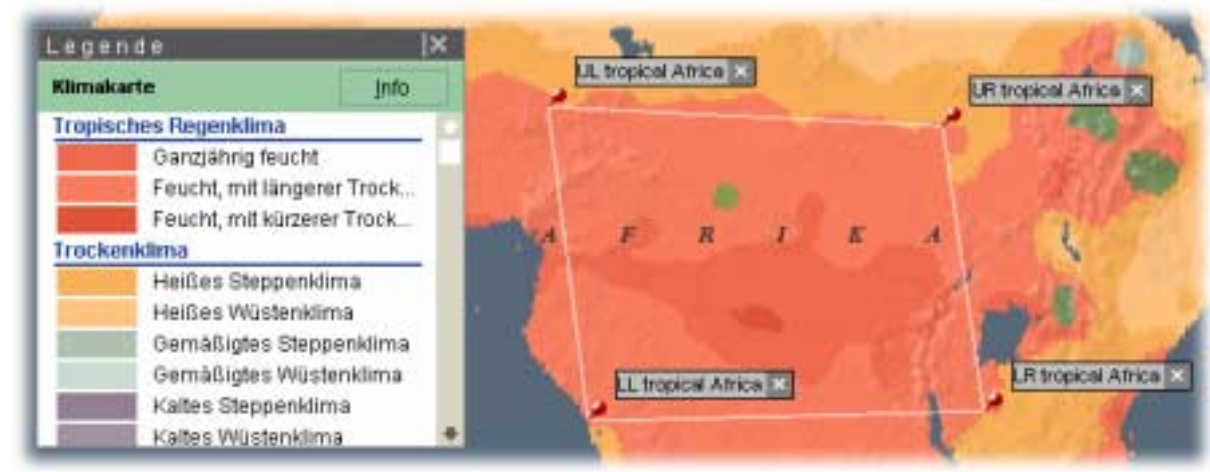 Legende
Klimakarte Info
Tropisches Regenklima
Ganzjährig feucht
Feucht, mit längerer Trock...
Feucht, mit kürzerer Trock...
Trockenklima
Heißes Steppenklima
Heißes Wüstenklima
Gemäßigtes Steppenklima
Gemäßigtes Wüstenklima
Kaltes Steppenklima
Kaltes Wüstenklima
UL tropical Africa
UR tropical Africa
A F R I K A
LL tropical Africa
LR tropical Africa